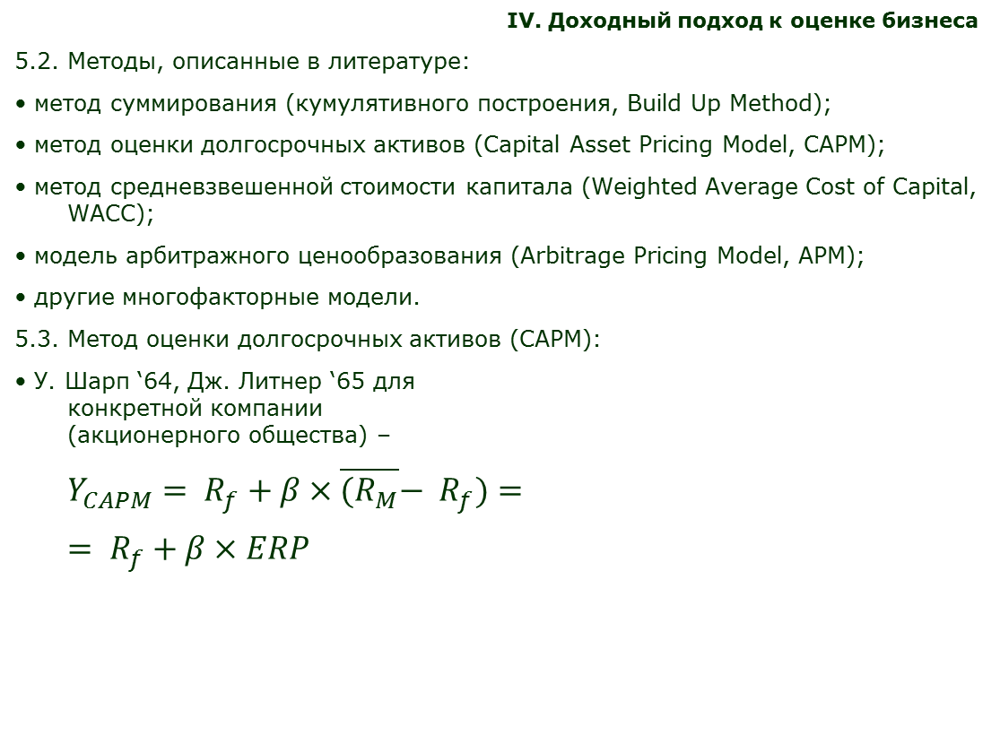 IV. Доходный подход к оценке бизнеса
5.2. Методы, описанные в литературе:
• метод суммирования (кумулятивного построения, Build Up Method);
• метод оценки долгосрочных активов (Capital Asset Pricing Model, CAPM);
• метод средневзвешенной стоимости капитала (Weighted Average Cost of Capital,
WACC);
• модель арбитражного ценообразования (Arbitrage Pricing Model, APM);
• другие многофакторные модели.
5.3. Метод оценки долгосрочных активов (CAPM):
• У. Шарп ‘64, Дж. Литнер ‘65 для
конкретной компании
(акционерного общества) –
$Y_{CAPM} = R_f + \beta \times \overline{(R_M} - R_f) =$
$= R_f + \beta \times ERP$